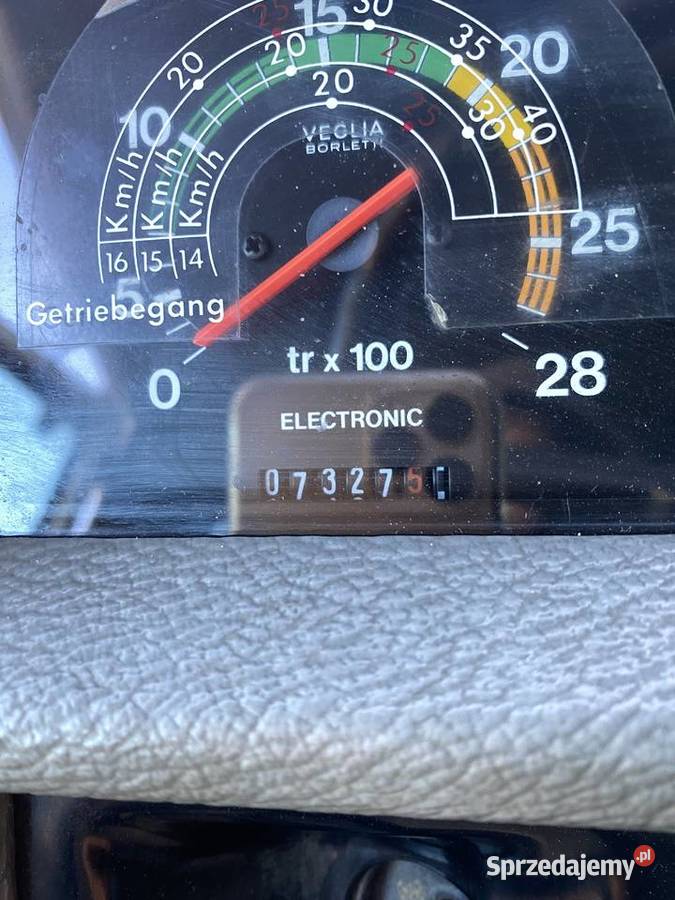 25 15 30
20 20 25 35 20
10 20 25 30 40
VEGLIA
BORLETTI
Km/h Km/h Km/h
16 15 14 25
5
Getriebegang
0 tr x 100 28
ELECTRONIC
073275
Sprzedajemy.pl